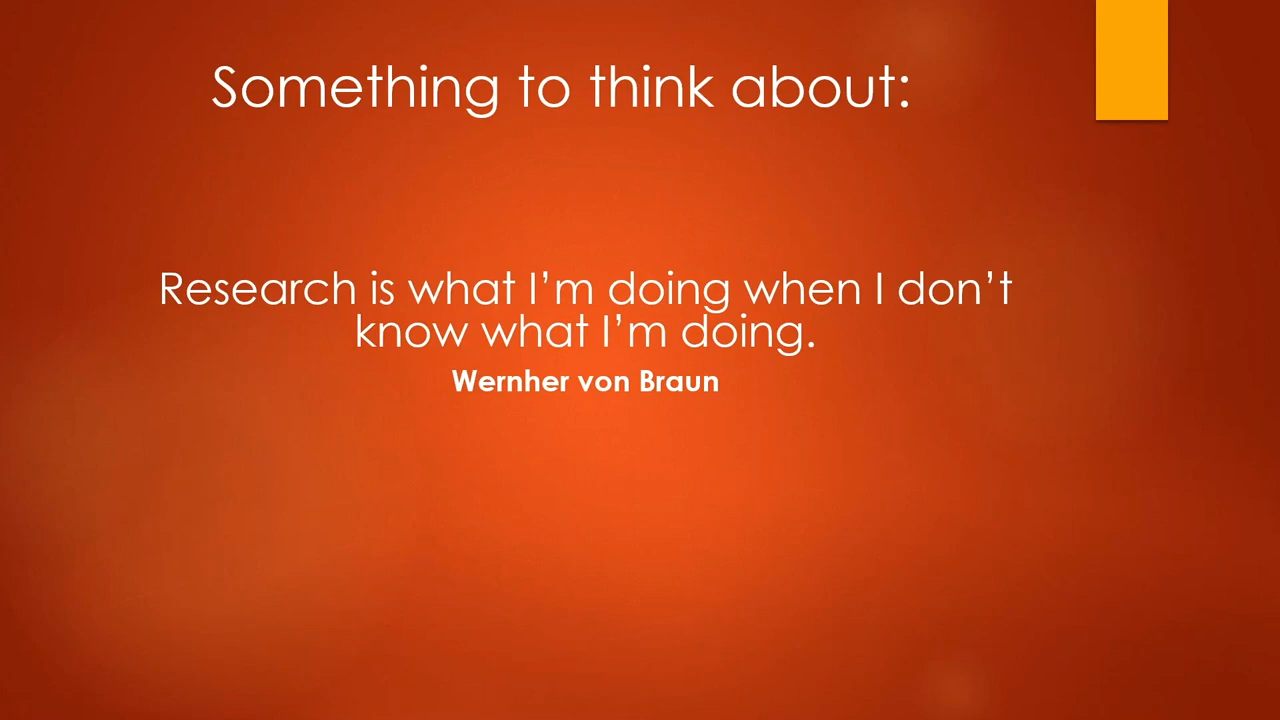 Something to think about:
Research is what I’m doing when I don’t
know what I’m doing.
Wernher von Braun